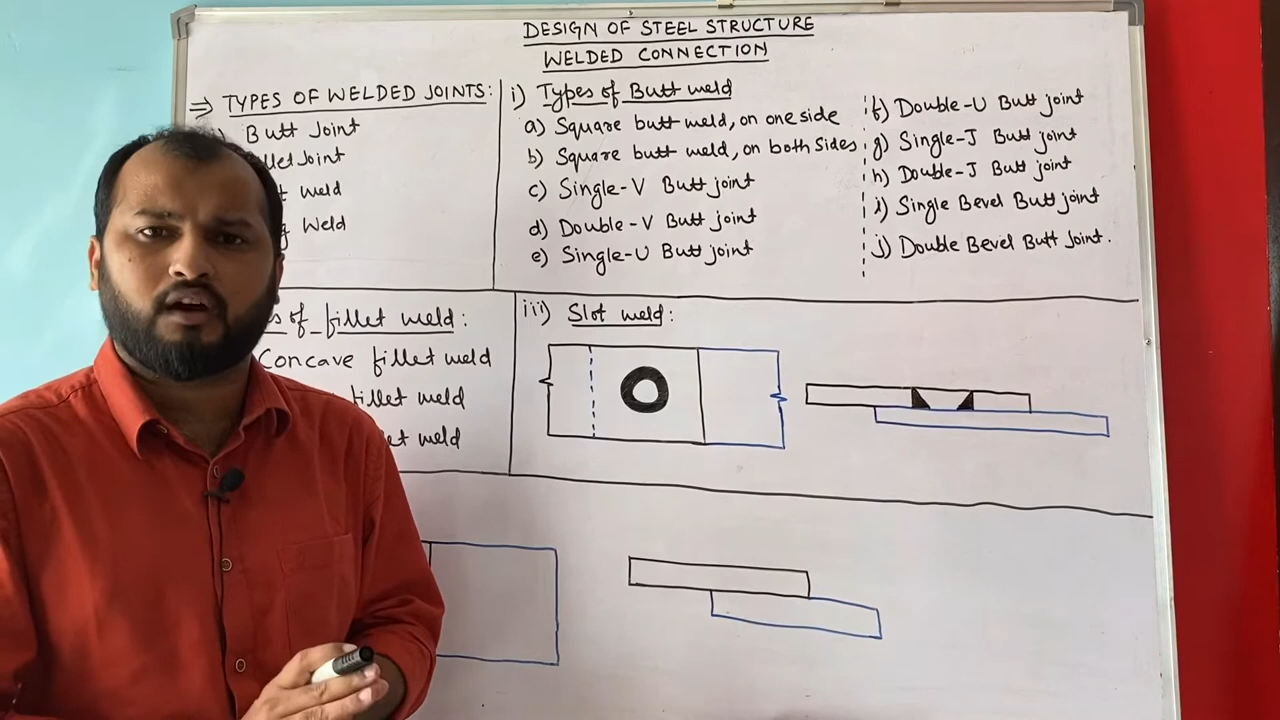 DESIGN OF STEEL STRUCTURE
WELDED CONNECTION
⇒ TYPES OF WELDED JOINTS:
Butt Joint
Joint
Weld
Weld
i) Types of Butt weld
a) Square butt weld, on one side
b) Square butt weld, on both Sides
c) Single-V Butt joint
d) Double-V Butt joint
e) Single-U Butt joint
f) Double-U Butt joint
g) Single-J Butt joint
h) Double-J Butt joint
i) Single Bevel Butt joint
j) Double Bevel Butt Joint.
of fillet weld:
Concave fillet weld
fillet weld
weld
iii) Slot weld: